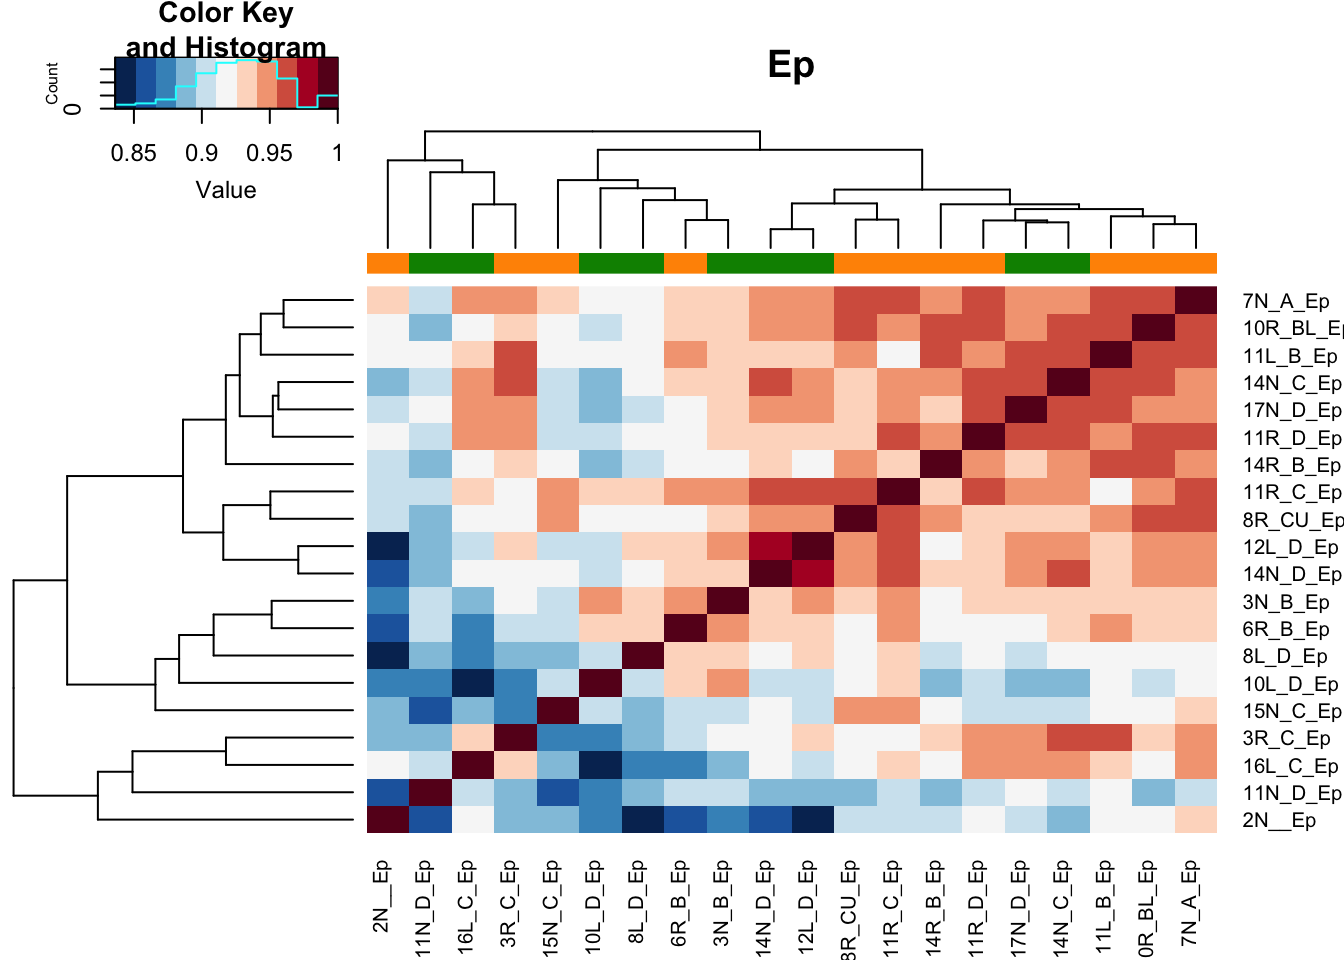 Color Key
and Histogram
Count
0
0.85 0.9 0.95 1
Value
Ep
7N_A_Ep
10R_BL_Ep
11L_B_Ep
14N_C_Ep
17N_D_Ep
11R_D_Ep
14R_B_Ep
11R_C_Ep
8R_CU_Ep
12L_D_Ep
14N_D_Ep
3N_B_Ep
6R_B_Ep
8L_D_Ep
10L_D_Ep
15N_C_Ep
3R_C_Ep
16L_C_Ep
11N_D_Ep
2N__Ep
2N__Ep
11N_D_Ep
16L_C_Ep
3R_C_Ep
15N_C_Ep
10L_D_Ep
8L_D_Ep
6R_B_Ep
3N_B_Ep
14N_D_Ep
12L_D_Ep
8R_CU_Ep
11R_C_Ep
14R_B_Ep
11R_D_Ep
17N_D_Ep
14N_C_Ep
11L_B_Ep
0R_BL_Ep
7N_A_Ep